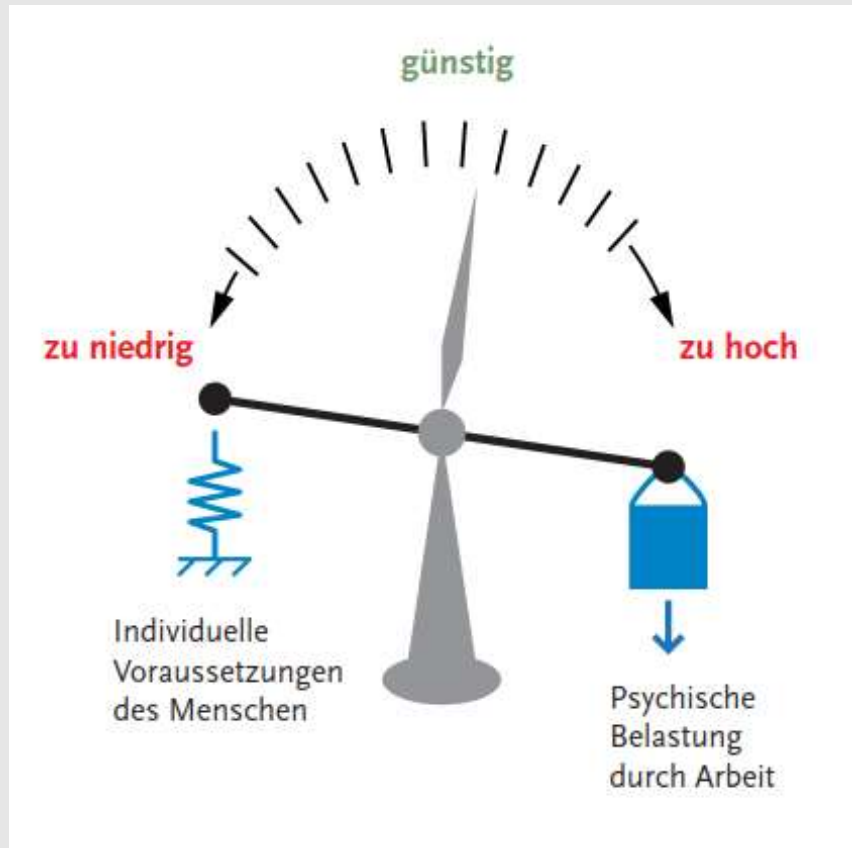 günstig
zu niedrig
zu hoch
Individuelle
Voraussetzungen
des Menschen
Psychische
Belastung
durch Arbeit